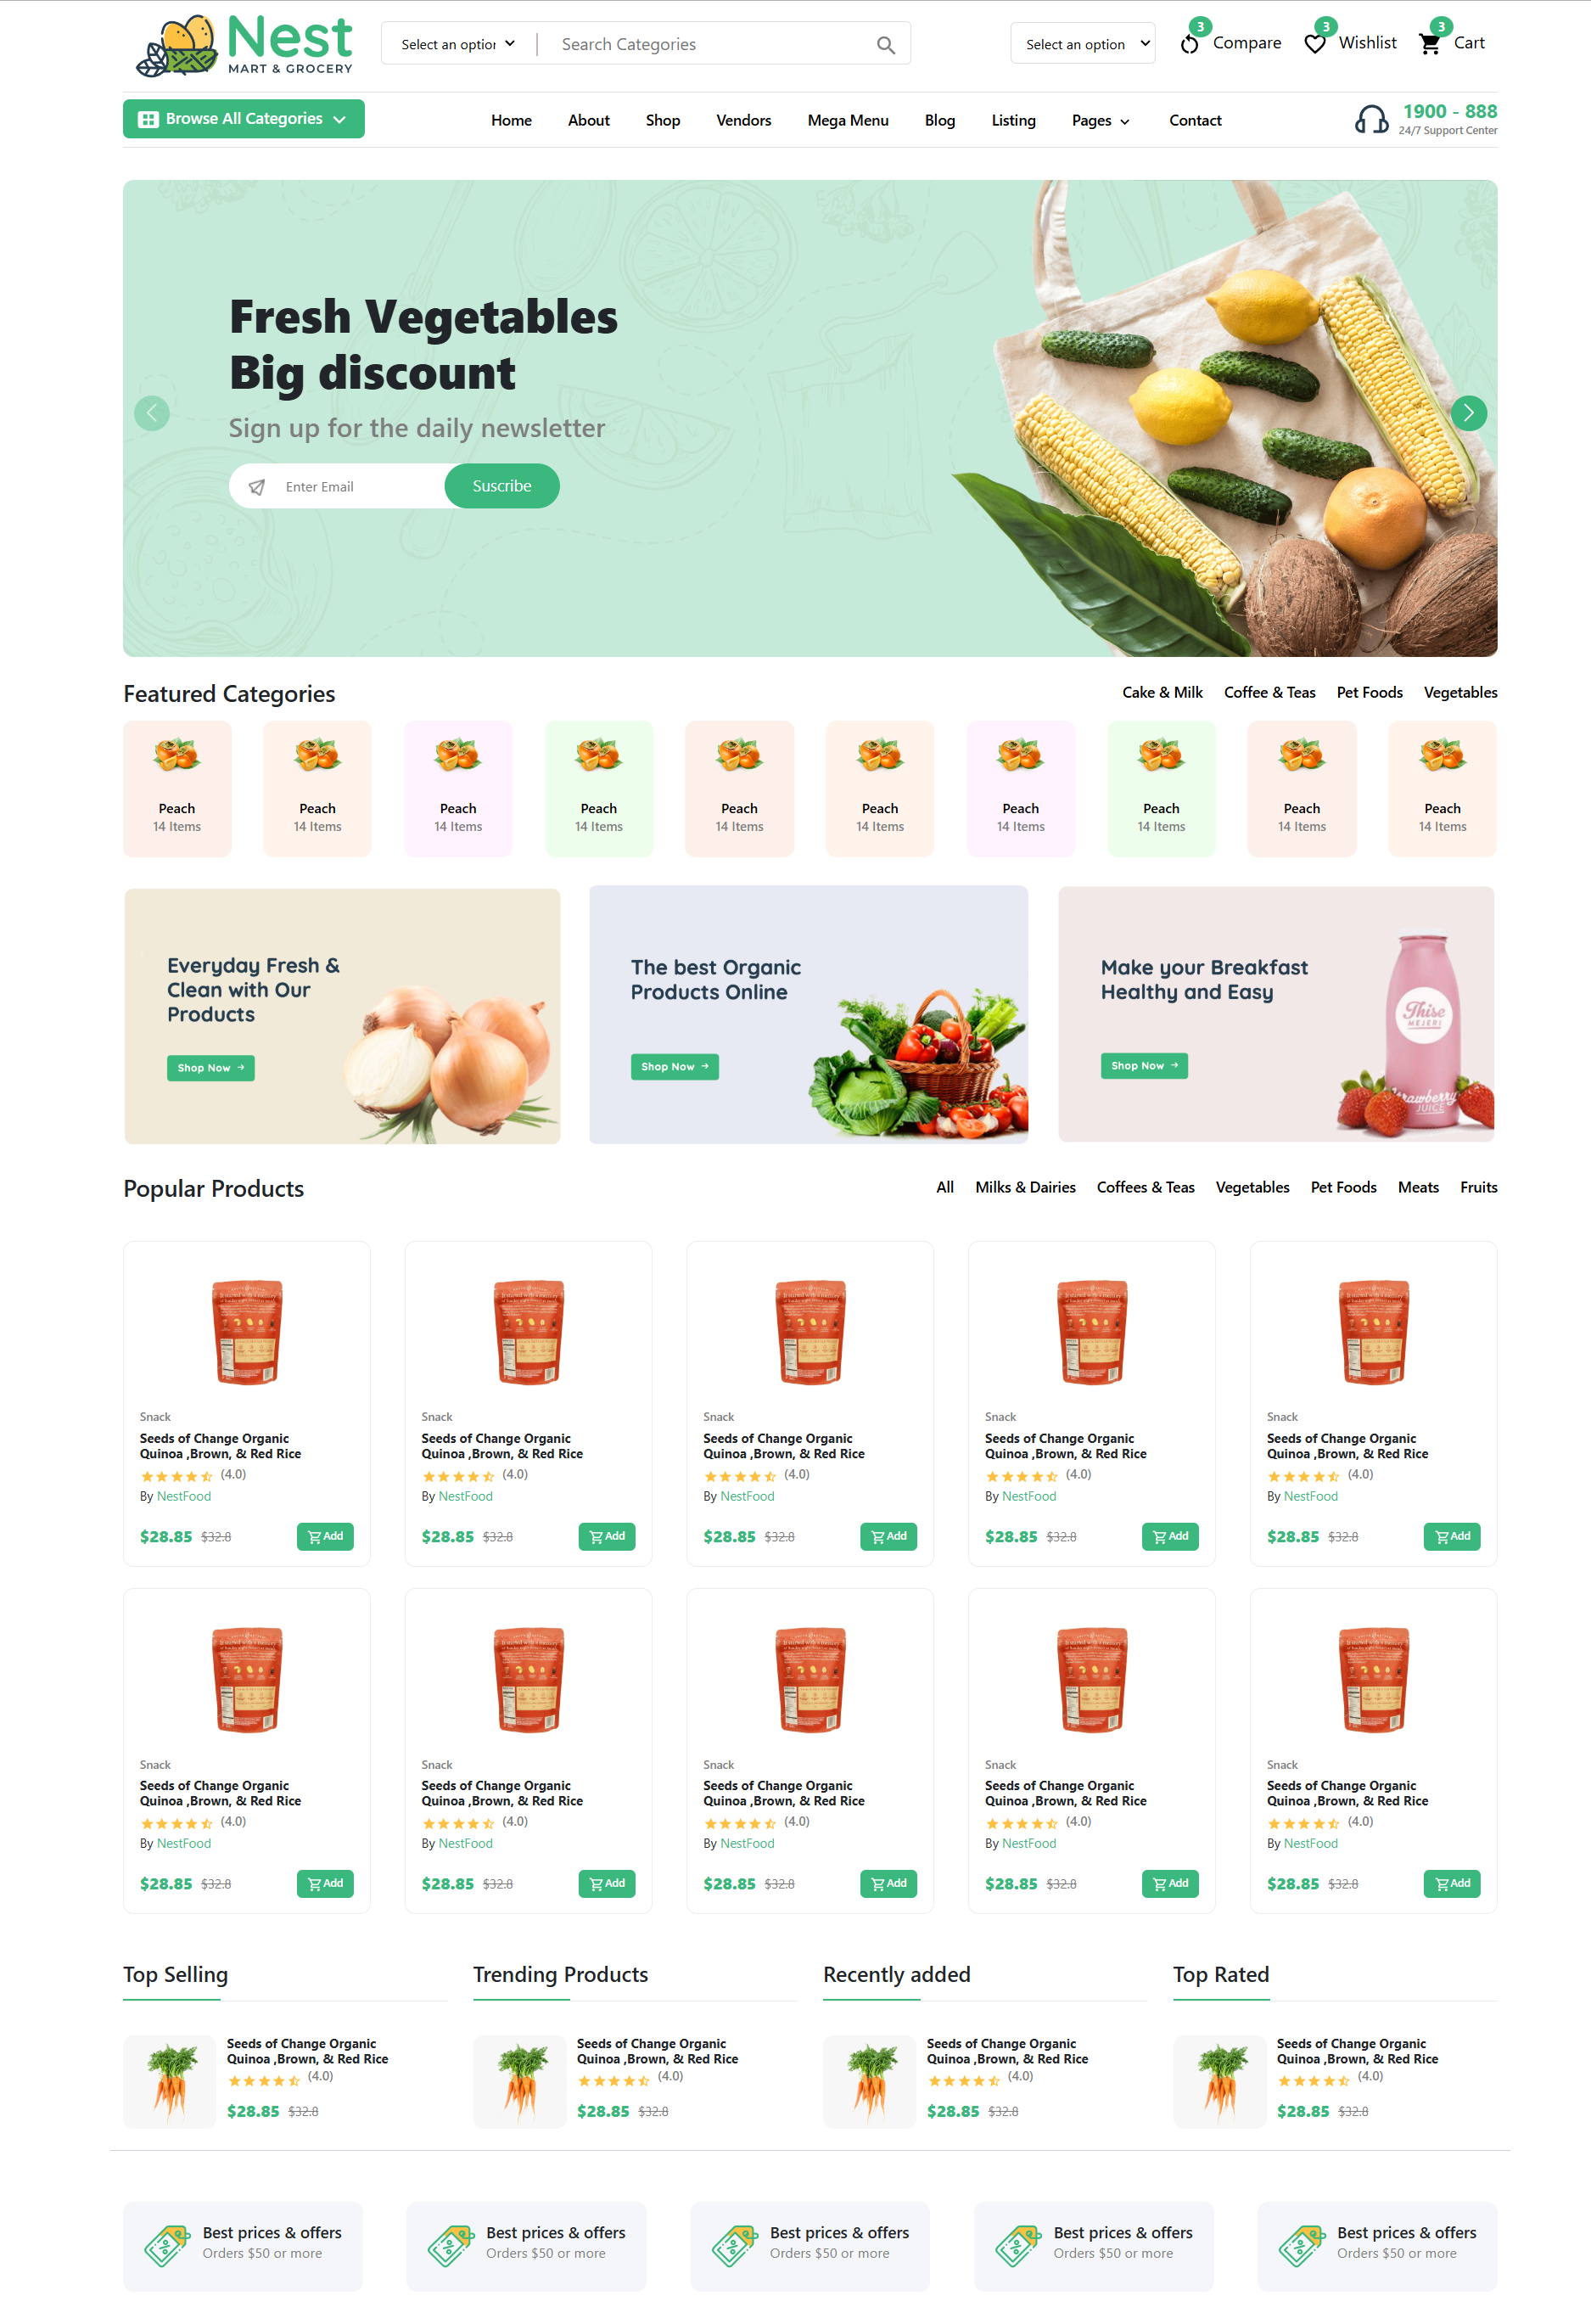 Nest
MART & GROCERY
Select an option
Search Categories
Select an option
3
Compare
3
Wishlist
3
Cart
Browse All Categories
Home
About
Shop
Vendors
Mega Menu
Blog
Listing
Pages
Contact
1900 - 888
24/7 Support Center
Fresh Vegetables
Big discount
Sign up for the daily newsletter
Enter Email
Suscribe
Featured Categories
Cake & Milk
Coffee & Teas
Pet Foods
Vegetables
Peach
14 Items
Peach
14 Items
Peach
14 Items
Peach
14 Items
Peach
14 Items
Peach
14 Items
Peach
14 Items
Peach
14 Items
Peach
14 Items
Peach
14 Items
Everyday Fresh &
Clean with Our
Products
Shop Now
The best Organic
Products Online
Shop Now
Make your Breakfast
Healthy and Easy
Shop Now
Thise
MEJERI
JUICE
Popular Products
All
Milks & Dairies
Coffees & Teas
Vegetables
Pet Foods
Meats
Fruits
Snack
Seeds of Change Organic
Quinoa ,Brown, & Red Rice
(4.0)
By NestFood
$28.85 $32.8
Add
Snack
Seeds of Change Organic
Quinoa ,Brown, & Red Rice
(4.0)
By NestFood
$28.85 $32.8
Add
Snack
Seeds of Change Organic
Quinoa ,Brown, & Red Rice
(4.0)
By NestFood
$28.85 $32.8
Add
Snack
Seeds of Change Organic
Quinoa ,Brown, & Red Rice
(4.0)
By NestFood
$28.85 $32.8
Add
Snack
Seeds of Change Organic
Quinoa ,Brown, & Red Rice
(4.0)
By NestFood
$28.85 $32.8
Add
Snack
Seeds of Change Organic
Quinoa ,Brown, & Red Rice
(4.0)
By NestFood
$28.85 $32.8
Add
Snack
Seeds of Change Organic
Quinoa ,Brown, & Red Rice
(4.0)
By NestFood
$28.85 $32.8
Add
Snack
Seeds of Change Organic
Quinoa ,Brown, & Red Rice
(4.0)
By NestFood
$28.85 $32.8
Add
Snack
Seeds of Change Organic
Quinoa ,Brown, & Red Rice
(4.0)
By NestFood
$28.85 $32.8
Add
Snack
Seeds of Change Organic
Quinoa ,Brown, & Red Rice
(4.0)
By NestFood
$28.85 $32.8
Add
Top Selling
Seeds of Change Organic
Quinoa ,Brown, & Red Rice
(4.0)
$28.85 $32.8
Trending Products
Seeds of Change Organic
Quinoa ,Brown, & Red Rice
(4.0)
$28.85 $32.8
Recently added
Seeds of Change Organic
Quinoa ,Brown, & Red Rice
(4.0)
$28.85 $32.8
Top Rated
Seeds of Change Organic
Quinoa ,Brown, & Red Rice
(4.0)
$28.85 $32.8
Best prices & offers
Orders $50 or more
Best prices & offers
Orders $50 or more
Best prices & offers
Orders $50 or more
Best prices & offers
Orders $50 or more
Best prices & offers
Orders $50 or more